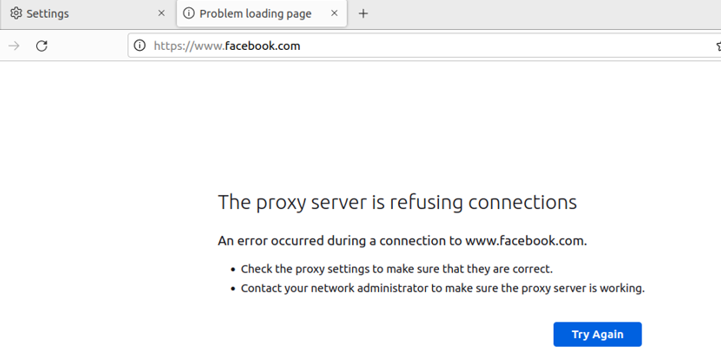 Settings
Problem loading page
https://www.facebook.com
The proxy server is refusing connections
An error occurred during a connection to www.facebook.com.
• Check the proxy settings to make sure that they are correct.
• Contact your network administrator to make sure the proxy server is working.
Try Again